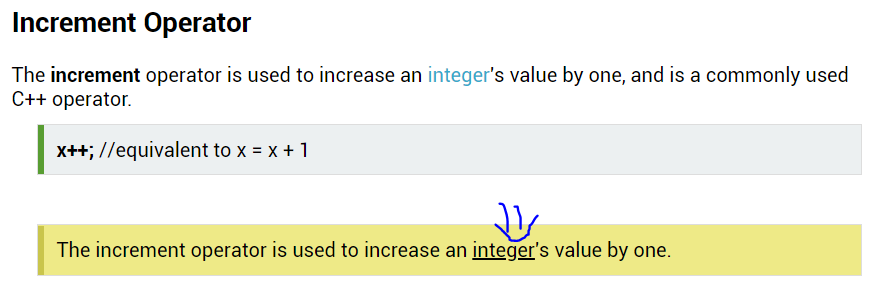 Increment Operator
The increment operator is used to increase an integer's value by one, and is a commonly used
C++ operator.
x++; //equivalent to x = x + 1
The increment operator is used to increase an integer's value by one.